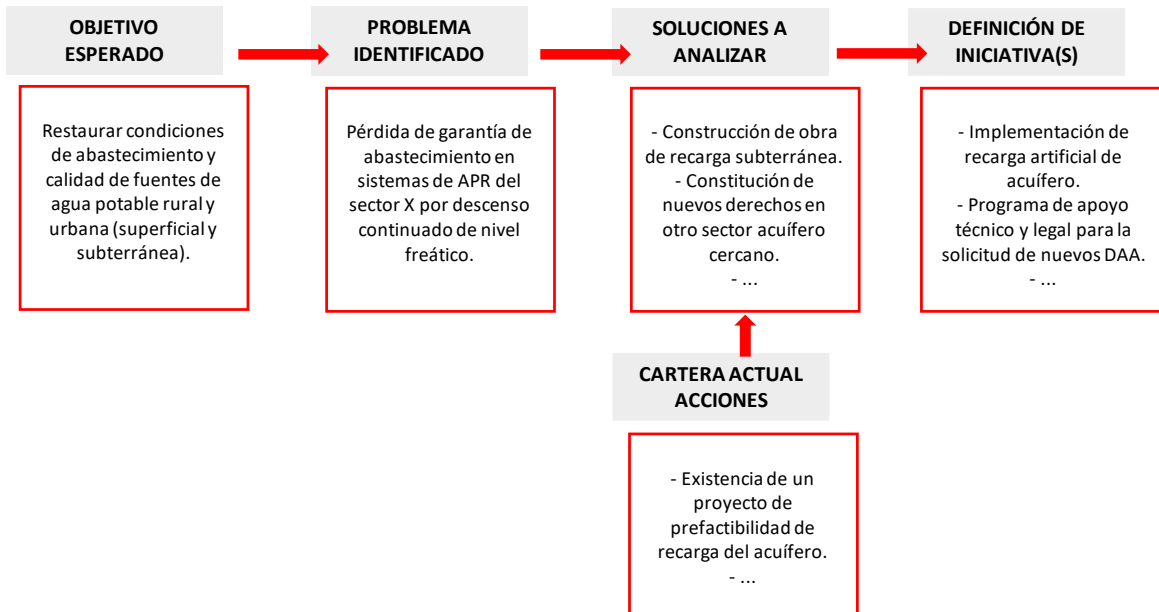 OBJETIVO
ESPERADO
Restaurar condiciones
de abastecimiento y
calidad de fuentes de
agua potable rural y
urbana (superficial y
subterránea).
PROBLEMA
IDENTIFICADO
Pérdida de garantía de
abastecimiento en
sistemas de APR del
sector X por descenso
continuado de nivel
freático.
SOLUCIONES A
ANALIZAR
- Construcción de obra
de recarga subterránea.
- Constitución de
nuevos derechos en
otro sector acuífero
cercano.
- ...
DEFINICIÓN DE
INICIATIVA(S)
- Implementación de
recarga artificial de
acuífero.
- Programa de apoyo
técnico y legal para la
solicitud de nuevos DAA.
- ...
CARTERA ACTUAL
ACCIONES
- Existencia de un
proyecto de
prefactibilidad de
recarga del acuífero.
- ...